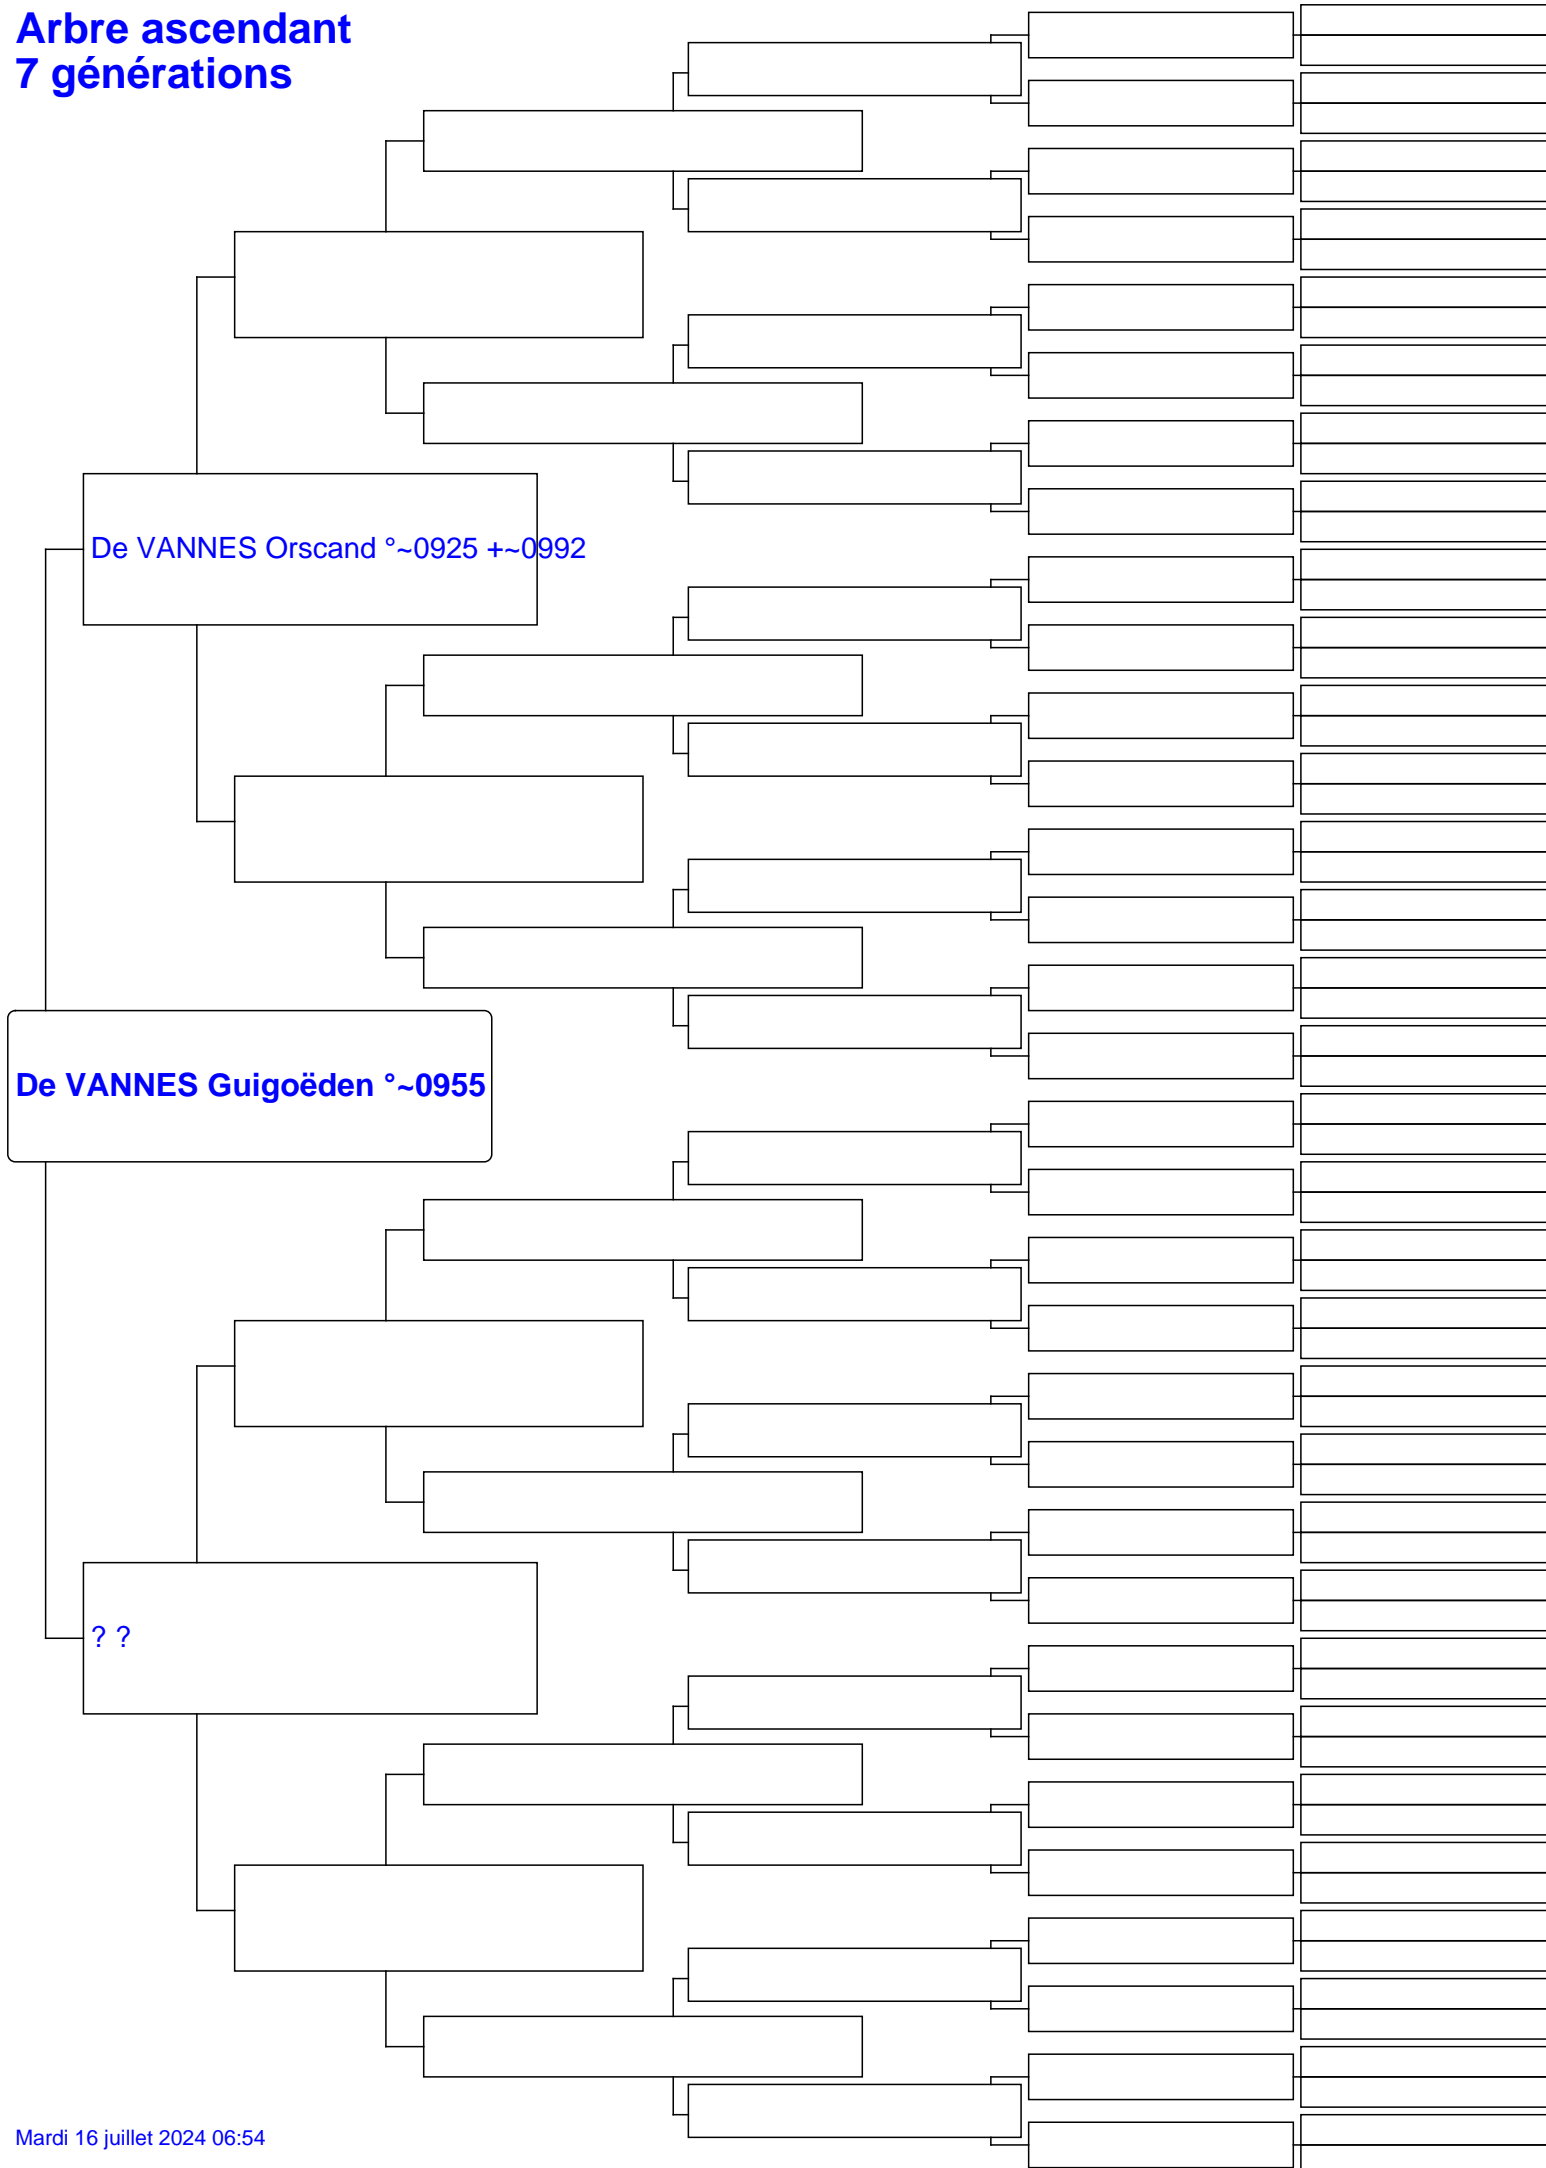 Arbre ascendant
7 générations
De VANNES Orscand °~0925 +~0992
De VANNES Guigoëden °~0955
? ?
Mardi 16 juillet 2024 06:54